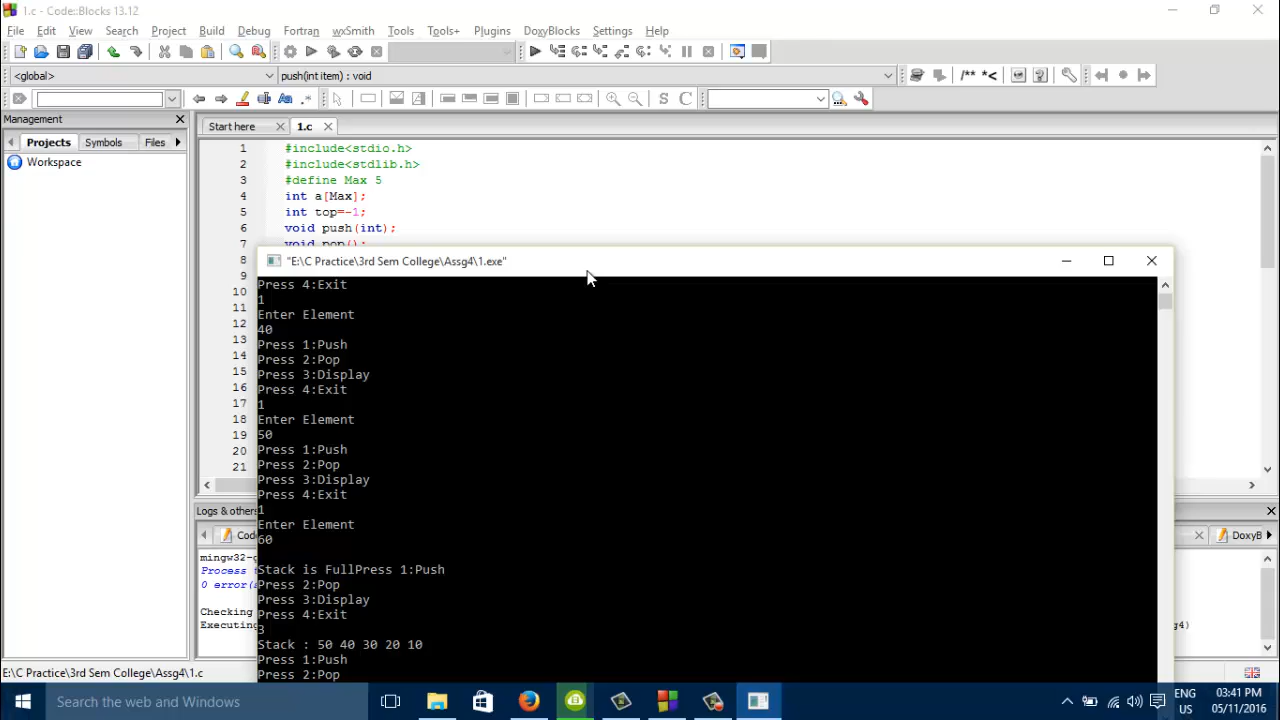 1.c - Code::Blocks 13.12
File Edit View Search Project Build Debug Fortran wxSmith Tools Tools+ Plugins DoxyBlocks Settings Help
<global> push(int item) : void
/** *<
Aa .* S C
Management
Projects Symbols Files
Workspace
Start here 1.c
1 #include<stdio.h>
2 #include<stdlib.h>
3 #define Max 5
4 int a[Max];
5 int top=-1;
6 void push(int);
7 void pop();
8
9
10
11
12
13
14
15
16
17
18
19
20
21
"E:\C Practice\3rd Sem College\Assg4\1.exe"
Press 4:Exit
1
Enter Element
40
Press 1:Push
Press 2:Pop
Press 3:Display
Press 4:Exit
1
Enter Element
50
Press 1:Push
Press 2:Pop
Press 3:Display
Press 4:Exit
1
Enter Element
60
Stack is FullPress 1:Push
Press 2:Pop
Press 3:Display
Press 4:Exit
3
Stack : 50 40 30 20 10
Press 1:Push
Press 2:Pop
Logs & others
Cod
DoxyB
mingw32-g
Process t
0 error(s
Checking
Executing
g4)
E:\C Practice\3rd Sem College\Assg4\1.c
Search the web and Windows
ENG
US
03:41 PM
05/11/2016